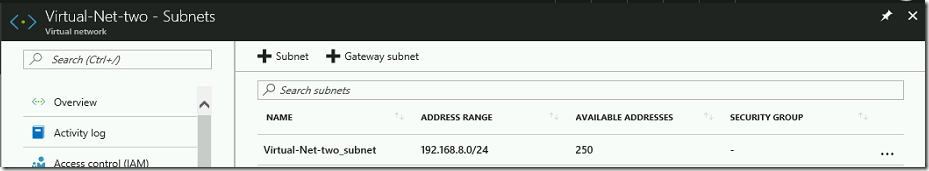 Virtual-Net-two - Subnets
Virtual network
Search (Ctrl+/)
Overview
Activity log
Access control (IAM)
+ Subnet + Gateway subnet
Search subnets
NAME ADDRESS RANGE AVAILABLE ADDRESSES SECURITY GROUP
Virtual-Net-two_subnet 192.168.8.0/24 250 - ...